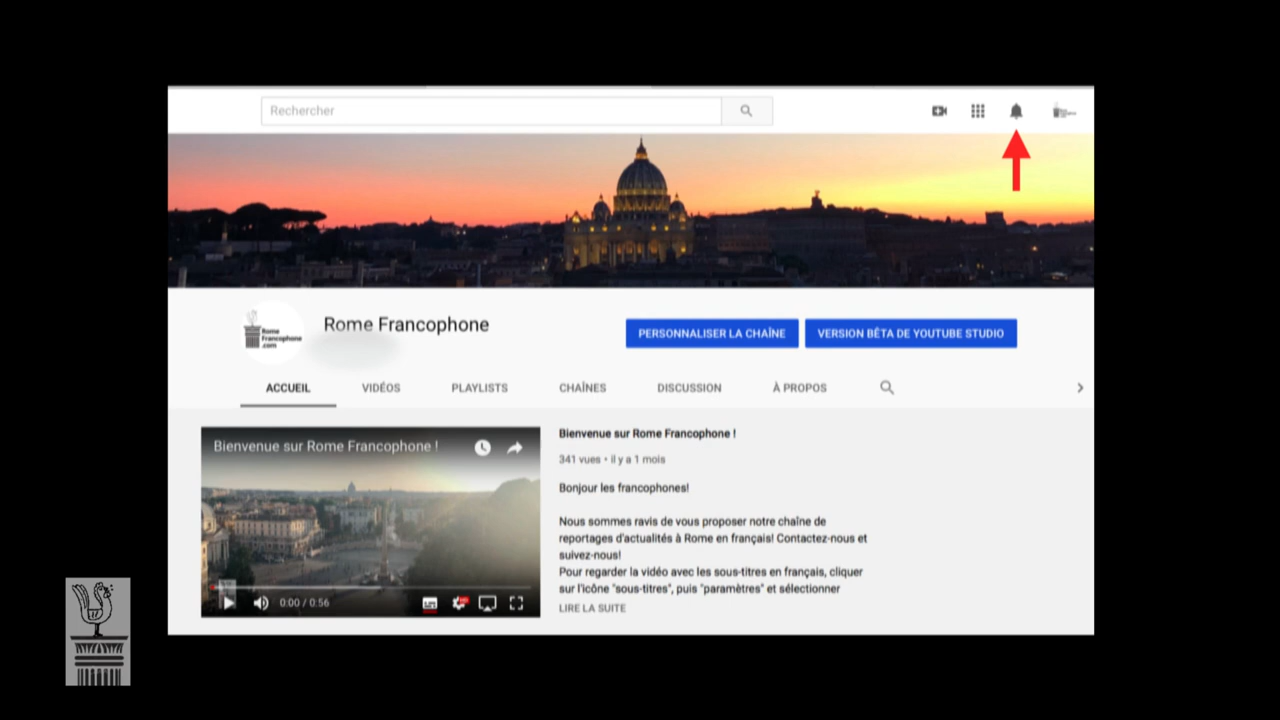 Rechercher
Rome Francophone
Rome
Francophone
.com
PERSONNALISER LA CHAÎNE
VERSION BÊTA DE YOUTUBE STUDIO
ACCUEIL
VIDÉOS
PLAYLISTS
CHAÎNES
DISCUSSION
À PROPOS
Bienvenue sur Rome Francophone !
0:00 / 0:56
Bienvenue sur Rome Francophone !
341 vues • il y a 1 mois
Bonjour les francophones!
Nous sommes ravis de vous proposer notre chaîne de
reportages d'actualités à Rome en français! Contactez-nous et
suivez-nous!
Pour regarder la vidéo avec les sous-titres en français, cliquer
sur l'icône "sous-titres", puis "paramètres" et sélectionner
LIRE LA SUITE